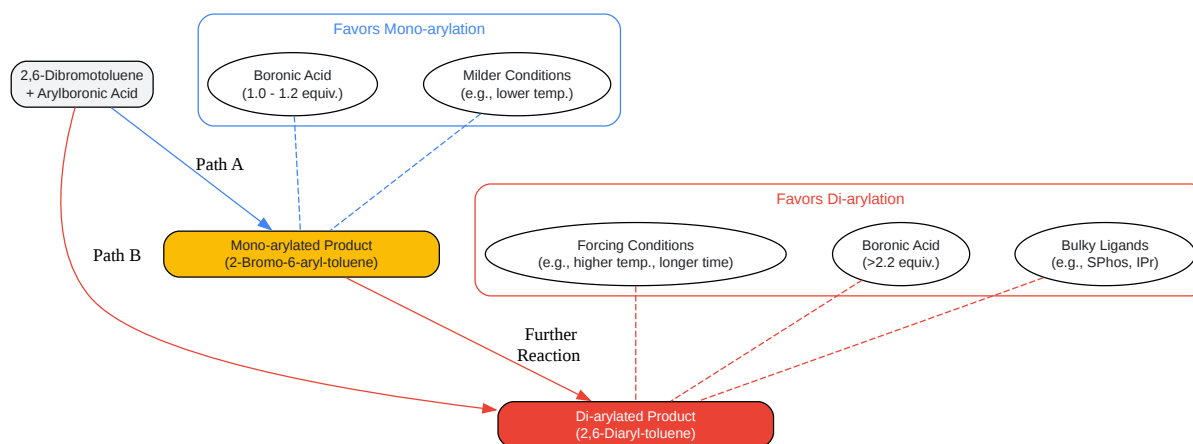 Favors Mono-arylation
2,6-Dibromotoluene
+ Arylboronic Acid
Boronic Acid
(1.0 - 1.2 equiv.)
Milder Conditions
(e.g., lower temp.)
Path A
Favors Di-arylation
Mono-arylated Product
(2-Bromo-6-aryl-toluene)
Path B
Forcing Conditions
(e.g., higher temp., longer time)
Boronic Acid
(>2.2 equiv.)
Bulky Ligands
(e.g., SPhos, IPr)
Further
Reaction
Di-arylated Product
(2,6-Diaryl-toluene)